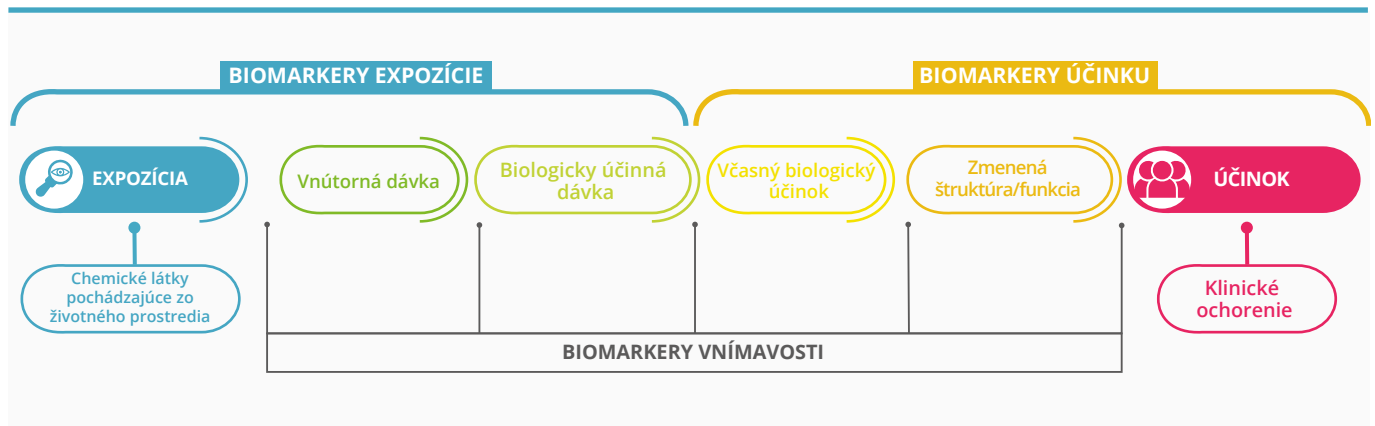 BIOMARKERY EXPOZÍCIE
BIOMARKERY ÚČINKU
EXPOZÍCIA
Vnútorná dávka
Biologicky účinná
dávka
Včasný biologický
účinok
Zmenená
štruktúra/funkcia
ÚČINOK
Chemické látky
pochádzajúce zo
životného prostredia
Klinické
ochorenie
BIOMARKERY VNÍMAVOSTI